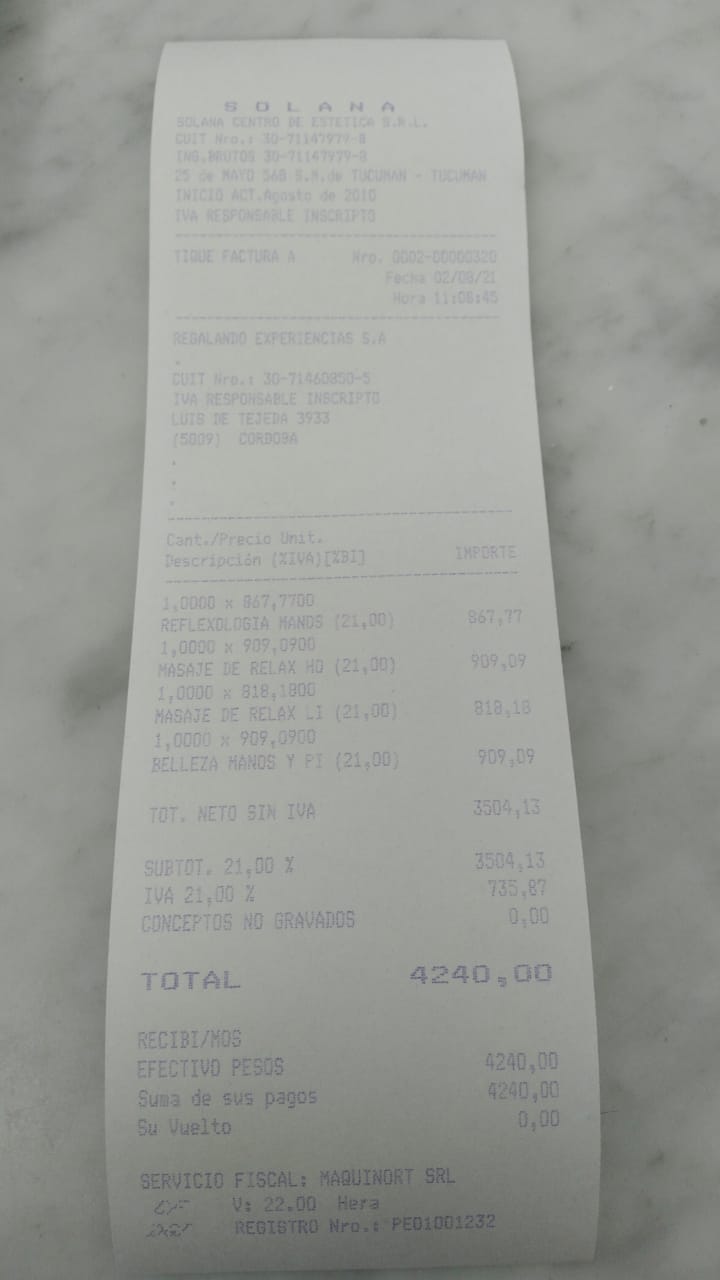 SOLANA
SOLANA CENTRO DE ESTETICA S.R.L.
CUIT Nro.: 30-71147979-8
ING.BRUTOS 30-71147979-8
25 de MAYO 568 S.M.de TUCUMAN - TUCUMAN
INICIO ACT.Agosto de 2010
IVA RESPONSABLE INSCRIPTO
TIQUE FACTURA A Nro. 0002-00000320
Fecha 02/08/21
Hora 11:08:45
REGALANDO EXPERIENCIAS S.A
.
CUIT Nro.: 30-71460850-5
IVA RESPONSABLE INSCRIPTO
LUIS DE TEJEDA 3933
(5009) CORDOBA
.
.
.
Cant./Precio Unit.
Descripción (%IVA)[%BI] IMPORTE
1,0000 x 867,7700
REFLEXOLOGIA MANOS (21,00) 867,77
1,0000 x 909,0900
MASAJE DE RELAX HO (21,00) 909,09
1,0000 x 818,1800
MASAJE DE RELAX LI (21,00) 818,18
1,0000 x 909,0900
BELLEZA MANOS Y PI (21,00) 909,09
TOT. NETO SIN IVA 3504,13
SUBTOT. 21,00 % 3504,13
IVA 21,00 % 735,87
CONCEPTOS NO GRAVADOS 0,00
TOTAL 4240,00
RECIBI/MOS
EFECTIVO PESOS 4240,00
Suma de sus pagos 4240,00
Su Vuelto 0,00
SERVICIO FISCAL: MAQUINORT SRL
V: 22.00 Hera
REGISTRO Nro.: PEO1001232